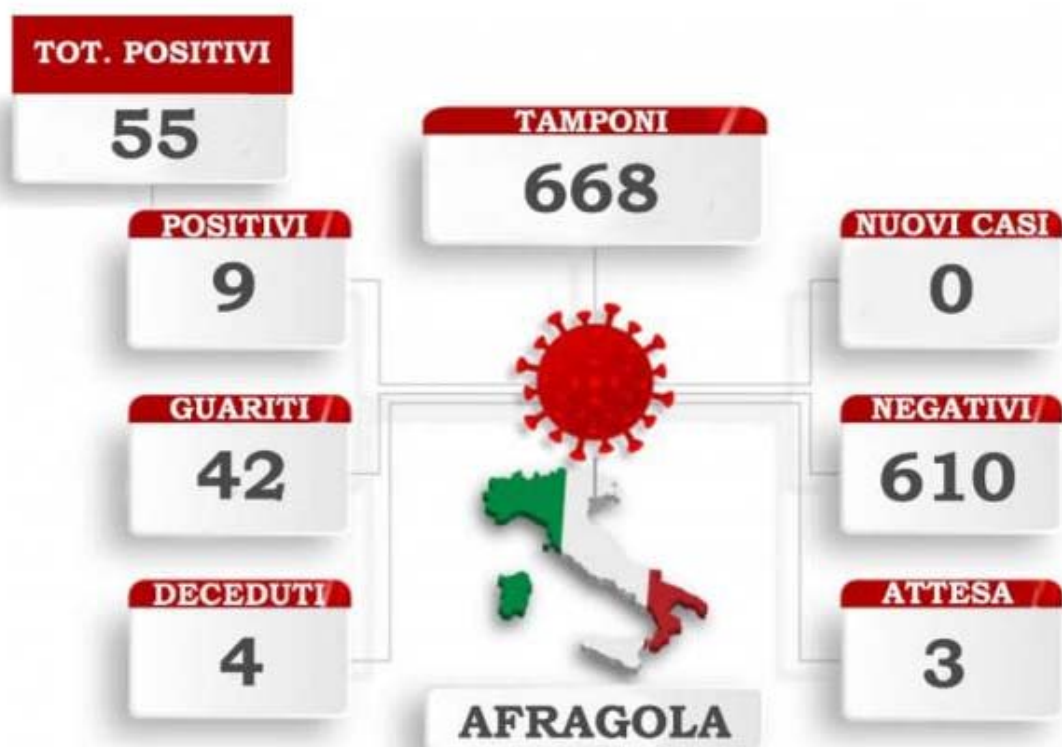 TOT. POSITIVI
55
TAMPONI
668
POSITIVI
9
NUOVI CASI
0
GUARITI
42
NEGATIVI
610
DECEDUTI
4
ATTESA
3
AFRAGOLA